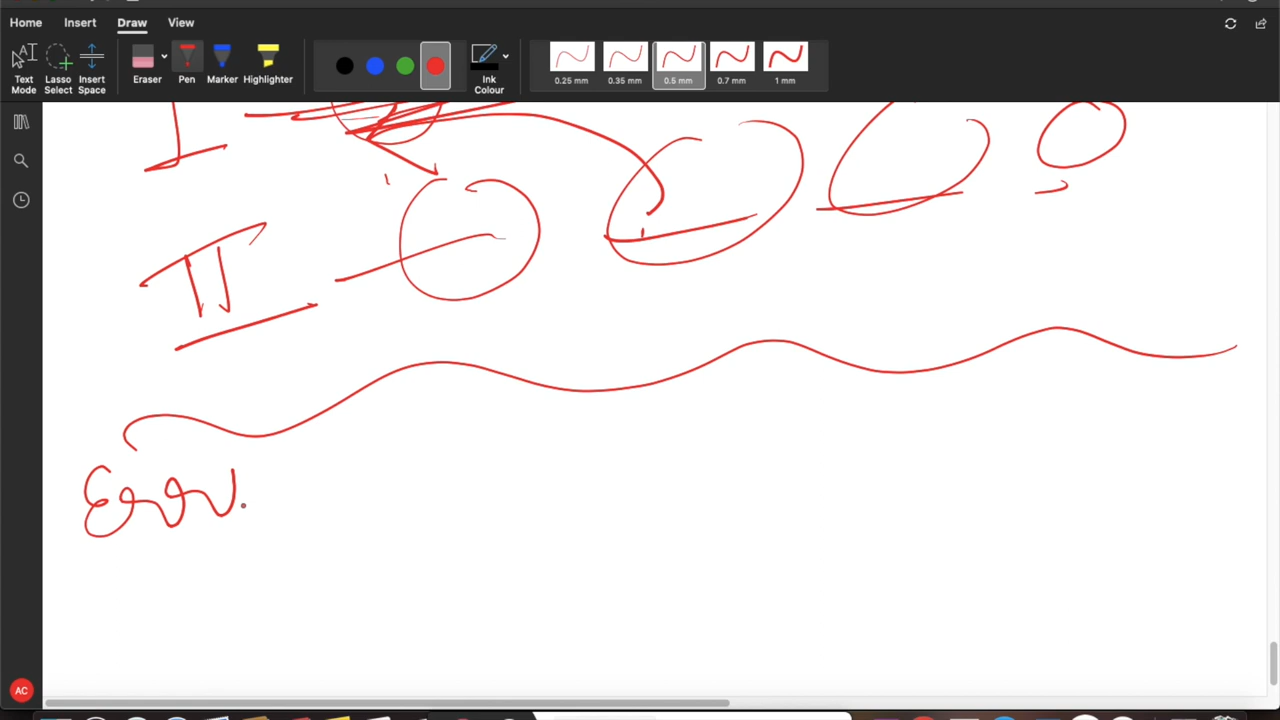 Home Insert Draw View
Text Mode Lasso Select Insert Space Eraser Pen Marker Highlighter Ink Colour 0.25 mm 0.35 mm 0.5 mm 0.7 mm 1 mm
I
II
Error
AC